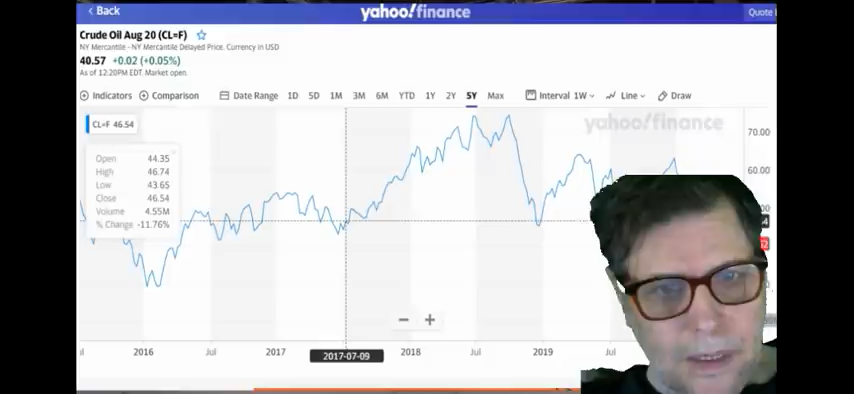 Back
yahoo!finance
Quote
Crude Oil Aug 20 (CL=F)
NY Mercantile - NY Mercantile Delayed Price. Currency in USD
40.57 +0.02 (+0.05%)
As of 12:20PM EDT. Market open.
Indicators Comparison Date Range 1D 5D 1M 3M 6M YTD 1Y 2Y 5Y Max Interval 1W Line Draw
CL=F 46.54
yahoo!finance
70.00
Open 44.35
High 46.74
Low 43.65
Close 46.54
Volume 4.55M
% Change -11.76%
60.00
2016 Jul 2017 2017-07-09 2018 Jul 2019 Jul